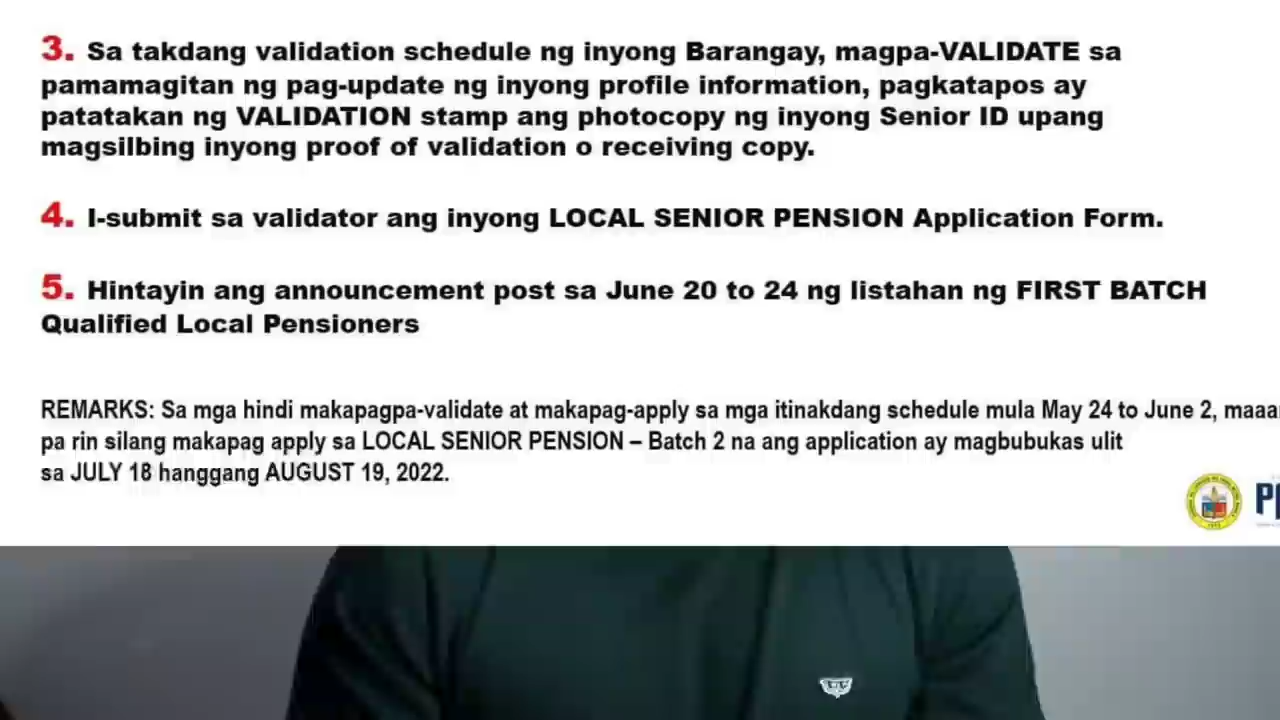 3. Sa takdang validation schedule ng inyong Barangay, magpa-VALIDATE sa
pamamagitan ng pag-update ng inyong profile information, pagkatapos ay
patatakan ng VALIDATION stamp ang photocopy ng inyong Senior ID upang
magsilbing inyong proof of validation o receiving copy.
4. I-submit sa validator ang inyong LOCAL SENIOR PENSION Application Form.
5. Hintayin ang announcement post sa June 20 to 24 ng listahan ng FIRST BATCH
Qualified Local Pensioners
REMARKS: Sa mga hindi makapagpa-validate at makapag-apply sa mga itinakdang schedule mula May 24 to June 2,
pa rin silang makapag apply sa LOCAL SENIOR PENSION – Batch 2 na ang application ay magbubukas ulit
sa JULY 18 hanggang AUGUST 19, 2022.